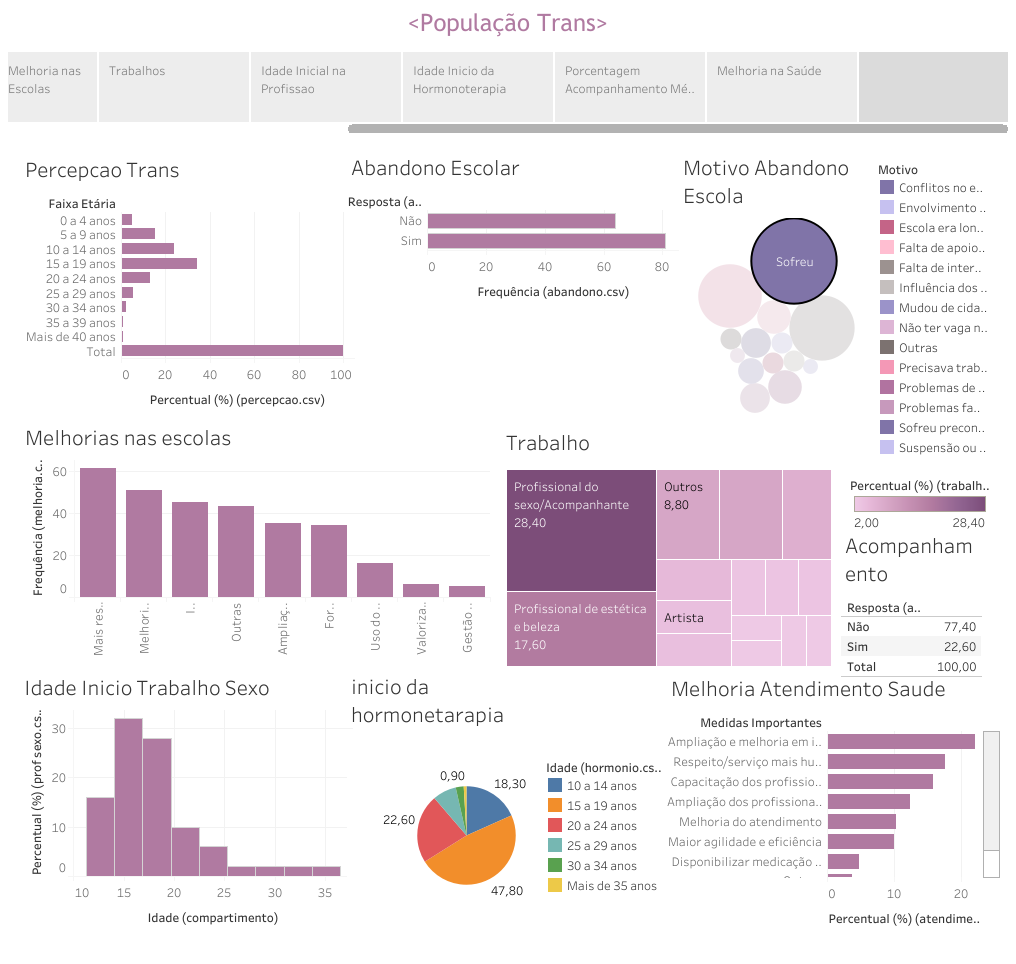 <População Trans>
Melhoria nas
Escolas
Trabalhos
Idade Inicial na
Profissao
Idade Inicio da
Hormonoterapia
Porcentagem
Acompanhamento Mé..
Melhoria na Saúde
Percepcao Trans
Faixa Etária
0 a 4 anos
5 a 9 anos
10 a 14 anos
15 a 19 anos
20 a 24 anos
25 a 29 anos
30 a 34 anos
35 a 39 anos
Mais de 40 anos
Total
0 20 40 60 80 100
Percentual (%) (percepcao.csv)
Abandono Escolar
Resposta (a..
Não
Sim
0 20 40 60 80
Frequência (abandono.csv)
Motivo Abandono
Escola
Sofreu
Motivo
Conflitos no e..
Envolvimento ..
Escola era lon..
Falta de apoio..
Falta de inter..
Influência dos ..
Mudou de cida..
Não ter vaga n..
Outras
Precisava trab..
Problemas de ..
Problemas fa..
Sofreu precon..
Suspensão ou ..
Melhorias nas escolas
Frequência (melhoria.c..
60
40
20
0
Mais res..
Melhori..
I..
Outras
Ampliaç..
For..
Uso do ..
Valoriza..
Gestão ..
Trabalho
Profissional do
sexo/Acompanhante
28,40
Profissional de estética
e beleza
17,60
Outros
8,80
Artista
Percentual (%) (trabalh..
2,00 28,40
Acompanham
ento
Resposta (a..
Não 77,40
Sim 22,60
Total 100,00
Idade Inicio Trabalho Sexo
Percentual (%) (prof sexo.cs..
30
20
10
0
10 15 20 25 30 35
Idade (compartimento)
inicio da
hormonetarapia
0,90
18,30
22,60
47,80
Idade (hormonio.cs..
10 a 14 anos
15 a 19 anos
20 a 24 anos
25 a 29 anos
30 a 34 anos
Mais de 35 anos
Melhoria Atendimento Saude
Medidas Importantes
Ampliação e melhoria em i..
Respeito/serviço mais hu..
Capacitação dos profissio..
Ampliação dos profissiona..
Melhoria do atendimento
Maior agilidade e eficiência
Disponibilizar medicação ..
0 10 20
Percentual (%) (atendime..